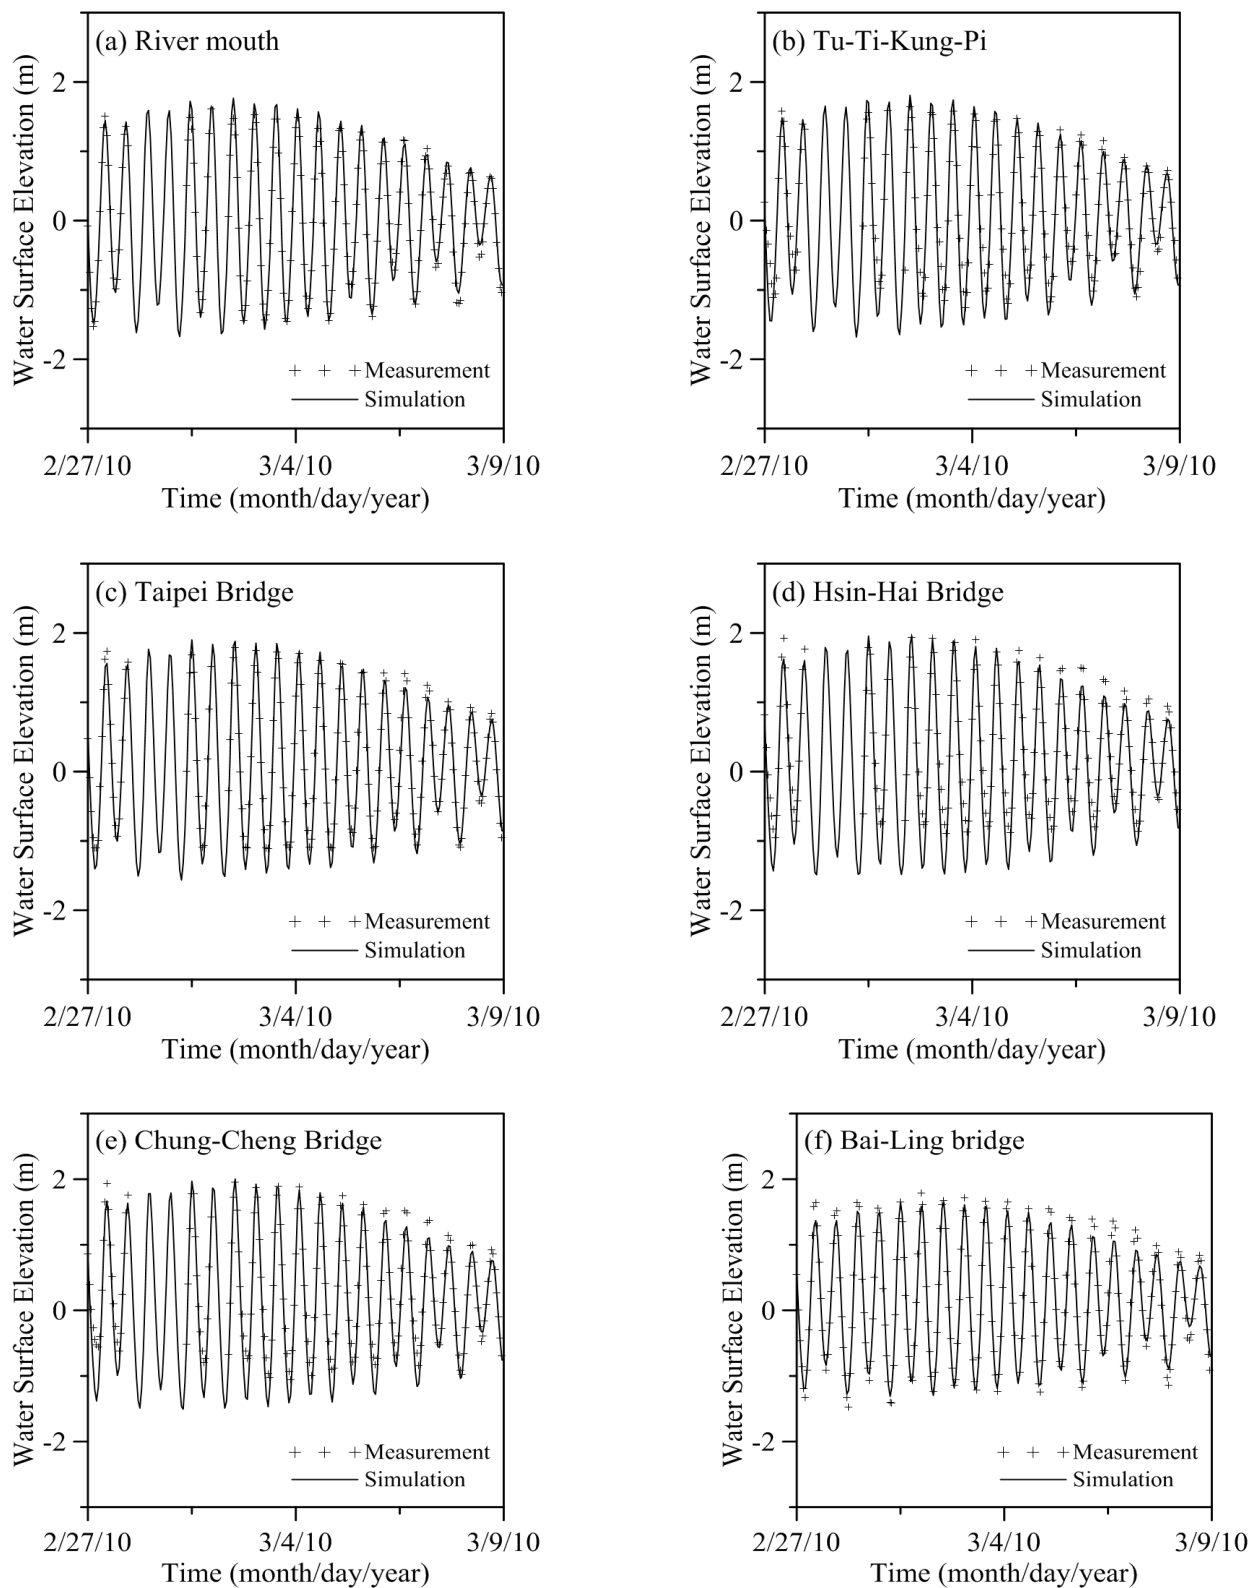 (a) River mouth
Water Surface Elevation (m)
2
0
-2
+ + + Measurement
Simulation
2/27/10 3/4/10 3/9/10
Time (month/day/year)
(b) Tu-Ti-Kung-Pi
Water Surface Elevation (m)
2
0
-2
+ + + Measurement
Simulation
2/27/10 3/4/10 3/9/10
Time (month/day/year)
(c) Taipei Bridge
Water Surface Elevation (m)
2
0
-2
+ + + Measurement
Simulation
2/27/10 3/4/10 3/9/10
Time (month/day/year)
(d) Hsin-Hai Bridge
Water Surface Elevation (m)
2
0
-2
+ + + Measurement
Simulation
2/27/10 3/4/10 3/9/10
Time (month/day/year)
(e) Chung-Cheng Bridge
Water Surface Elevation (m)
2
0
-2
+ + + Measurement
Simulation
2/27/10 3/4/10 3/9/10
Time (month/day/year)
(f) Bai-Ling bridge
Water Surface Elevation (m)
2
0
-2
+ + + Measurement
Simulation
2/27/10 3/4/10 3/9/10
Time (month/day/year)